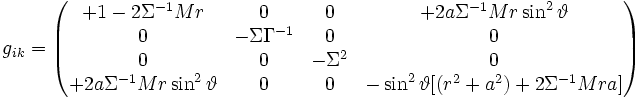 g_{ik} = \begin{pmatrix} +1 - 2\Sigma^{-1}Mr & 0 & 0 & +2a\Sigma^{-1}Mr\sin^2\vartheta \\ 0 & -\Sigma\Gamma^{-1} & 0 & 0 \\ 0 & 0 & -\Sigma^2 & 0 \\ +2a\Sigma^{-1}Mr\sin^2\vartheta & 0 & 0 & -\sin^2\vartheta[(r^2 + a^2) + 2\Sigma^{-1}Mra] \end{pmatrix}